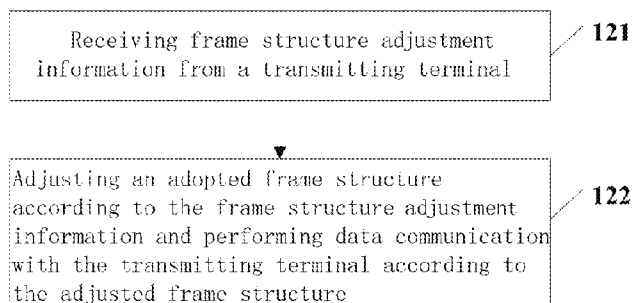 Receiving frame structure adjustment
information from a transmitting terminal
121
Adjusting an adopted frame structure
according to the frame structure adjustment
information and performing data communication
with the transmitting terminal according to
the adjusted frame structure
122